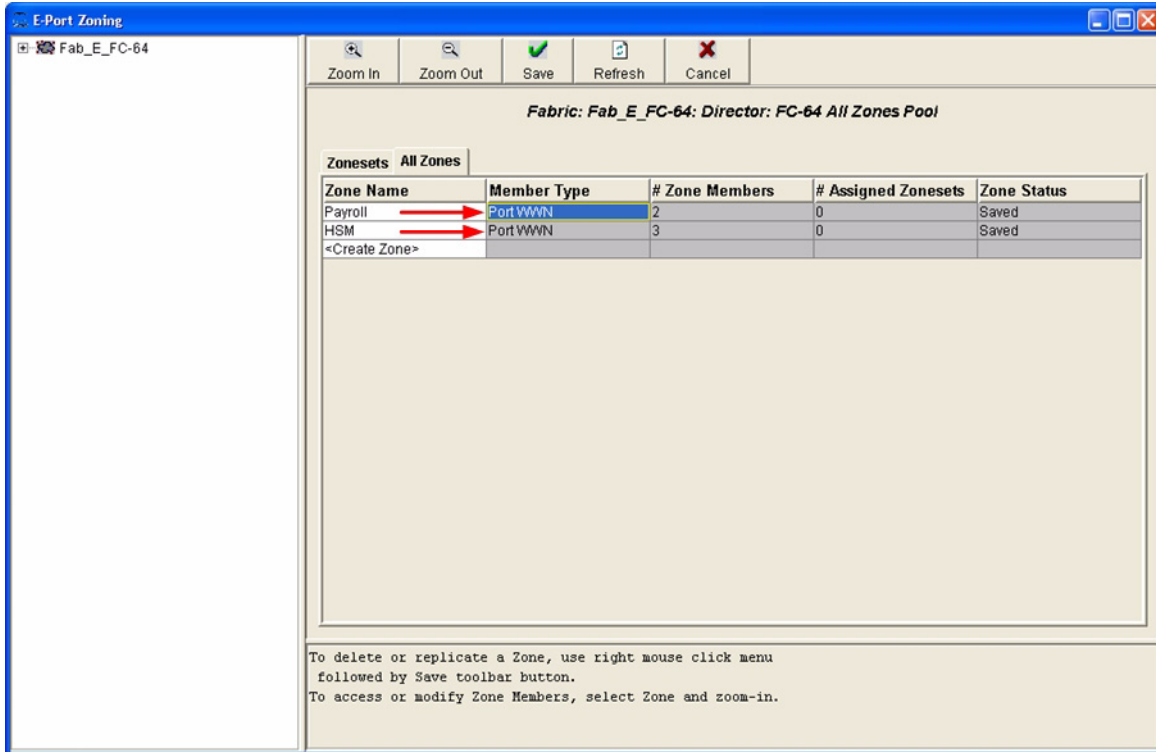 E-Port Zoning
Fab_E_FC-64
Zoom In Zoom Out Save Refresh Cancel
Fabric: Fab_E_FC-64: Director: FC-64 All Zones Pool
Zonesets All Zones
Zone Name Member Type # Zone Members # Assigned Zonesets Zone Status
Payroll Port WWN 2 0 Saved
HSM Port WWN 3 0 Saved
<Create Zone>
To delete or replicate a Zone, use right mouse click menu
followed by Save toolbar button.
To access or modify Zone Members, select Zone and zoom-in.